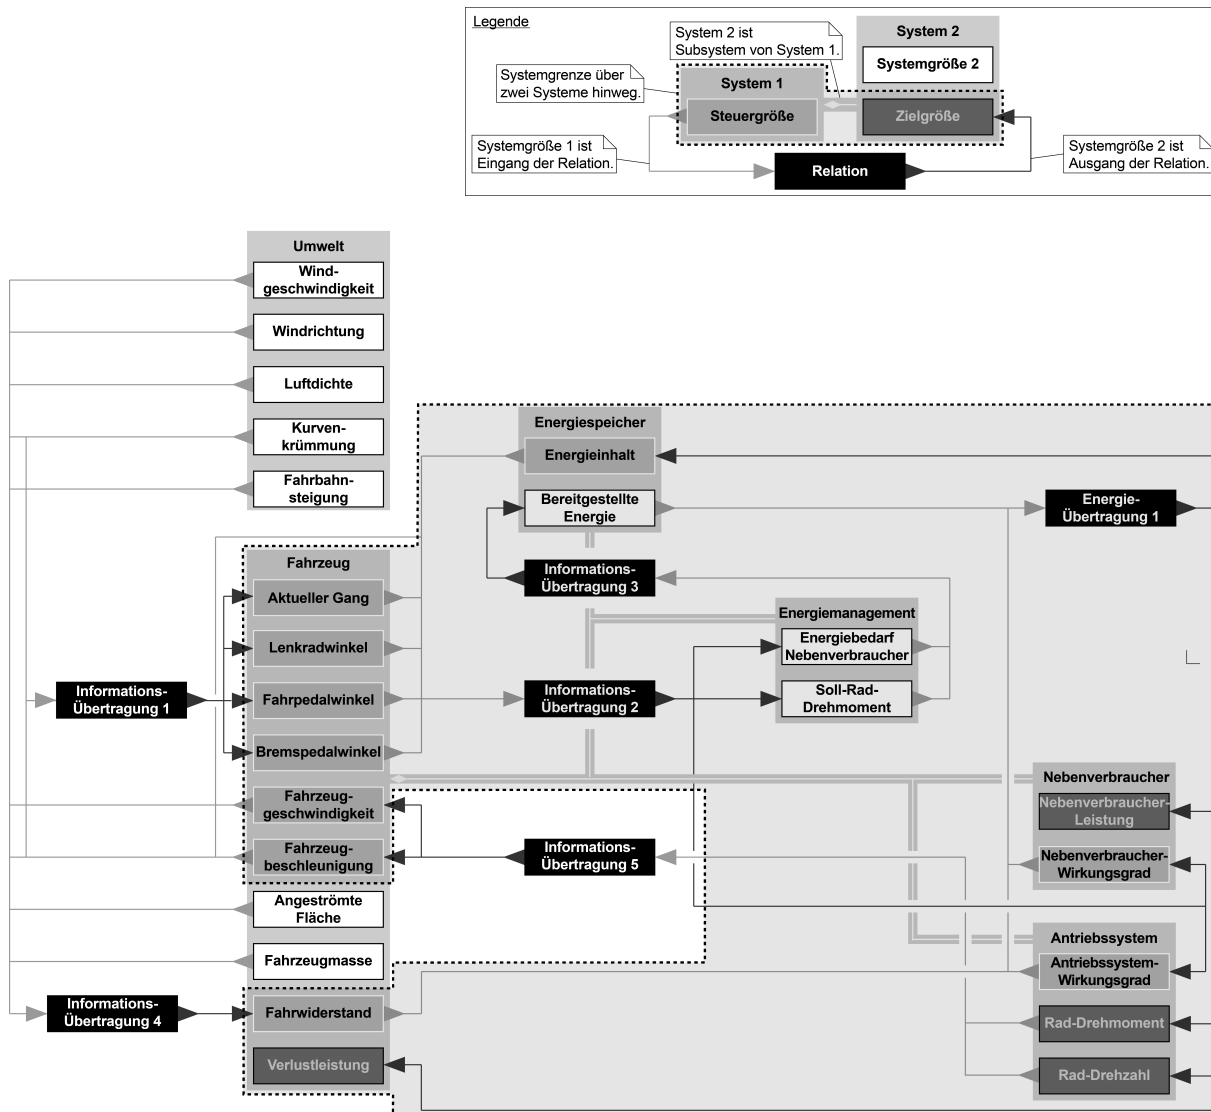 Legende
System 2 ist
Subsystem von System 1.
System 2
Systemgröße 2
Systemgrenze über
zwei Systeme hinweg.
System 1
Steuergröße
Zielgröße
Systemgröße 1 ist
Eingang der Relation.
Systemgröße 2 ist
Ausgang der Relation.
Relation
Umwelt
Wind-
geschwindigkeit
Windrichtung
Luftdichte
Kurven-
krümmung
Fahrbahn-
steigung
Energiespeicher
Energieinhalt
Bereitgestellte
Energie
Energie-
Übertragung 1
Fahrzeug
Aktueller Gang
Lenkradwinkel
Fahrpedalwinkel
Bremspedalwinkel
Fahrzeug-
geschwindigkeit
Fahrzeug-
beschleunigung
Angeströmte
Fläche
Fahrzeugmasse
Fahrwiderstand
Verlustleistung
Informations-
Übertragung 1
Informations-
Übertragung 4
Informations-
Übertragung 3
Informations-
Übertragung 2
Informations-
Übertragung 5
Energiemanagement
Energiebedarf
Nebenverbraucher
Soll-Rad-
Drehmoment
Nebenverbraucher
Nebenverbraucher-
Leistung
Nebenverbraucher-
Wirkungsgrad
Antriebssystem
Antriebssystem-
Wirkungsgrad
Rad-Drehmoment
Rad-Drehzahl